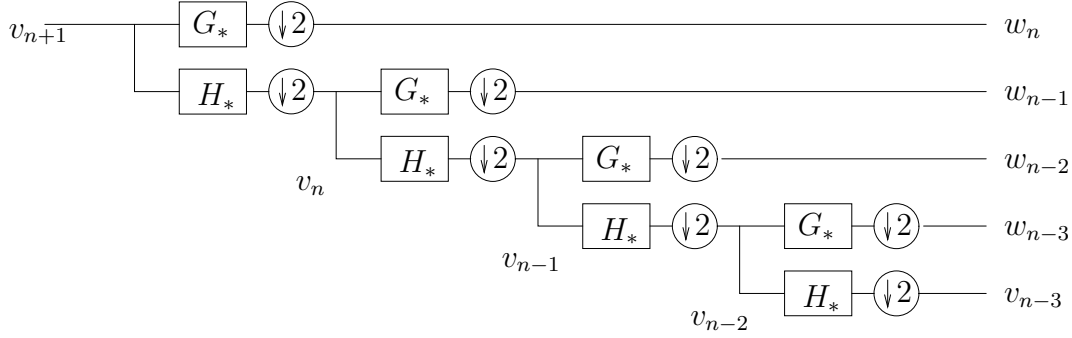 v_{n+1} G_* ↓2 w_n
H_* ↓2 G_* ↓2 w_{n-1}
v_n H_* ↓2 G_* ↓2 w_{n-2}
v_{n-1} H_* ↓2 G_* ↓2 w_{n-3}
v_{n-2} H_* ↓2 v_{n-3}